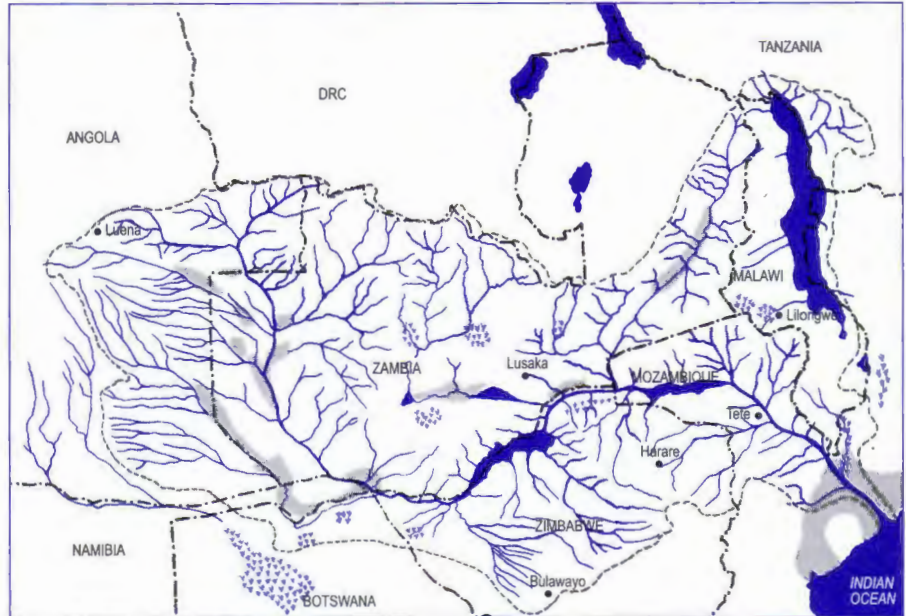 TANZANIA
DRC
ANGOLA
Luena
MALAWI
Lilongwe
Lusaka
ZAMBIA
MOZAMBIQUE
Tete
Harare
ZIMBABWE
NAMIBIA
Bulawayo
BOTSWANA
INDIAN
OCEAN